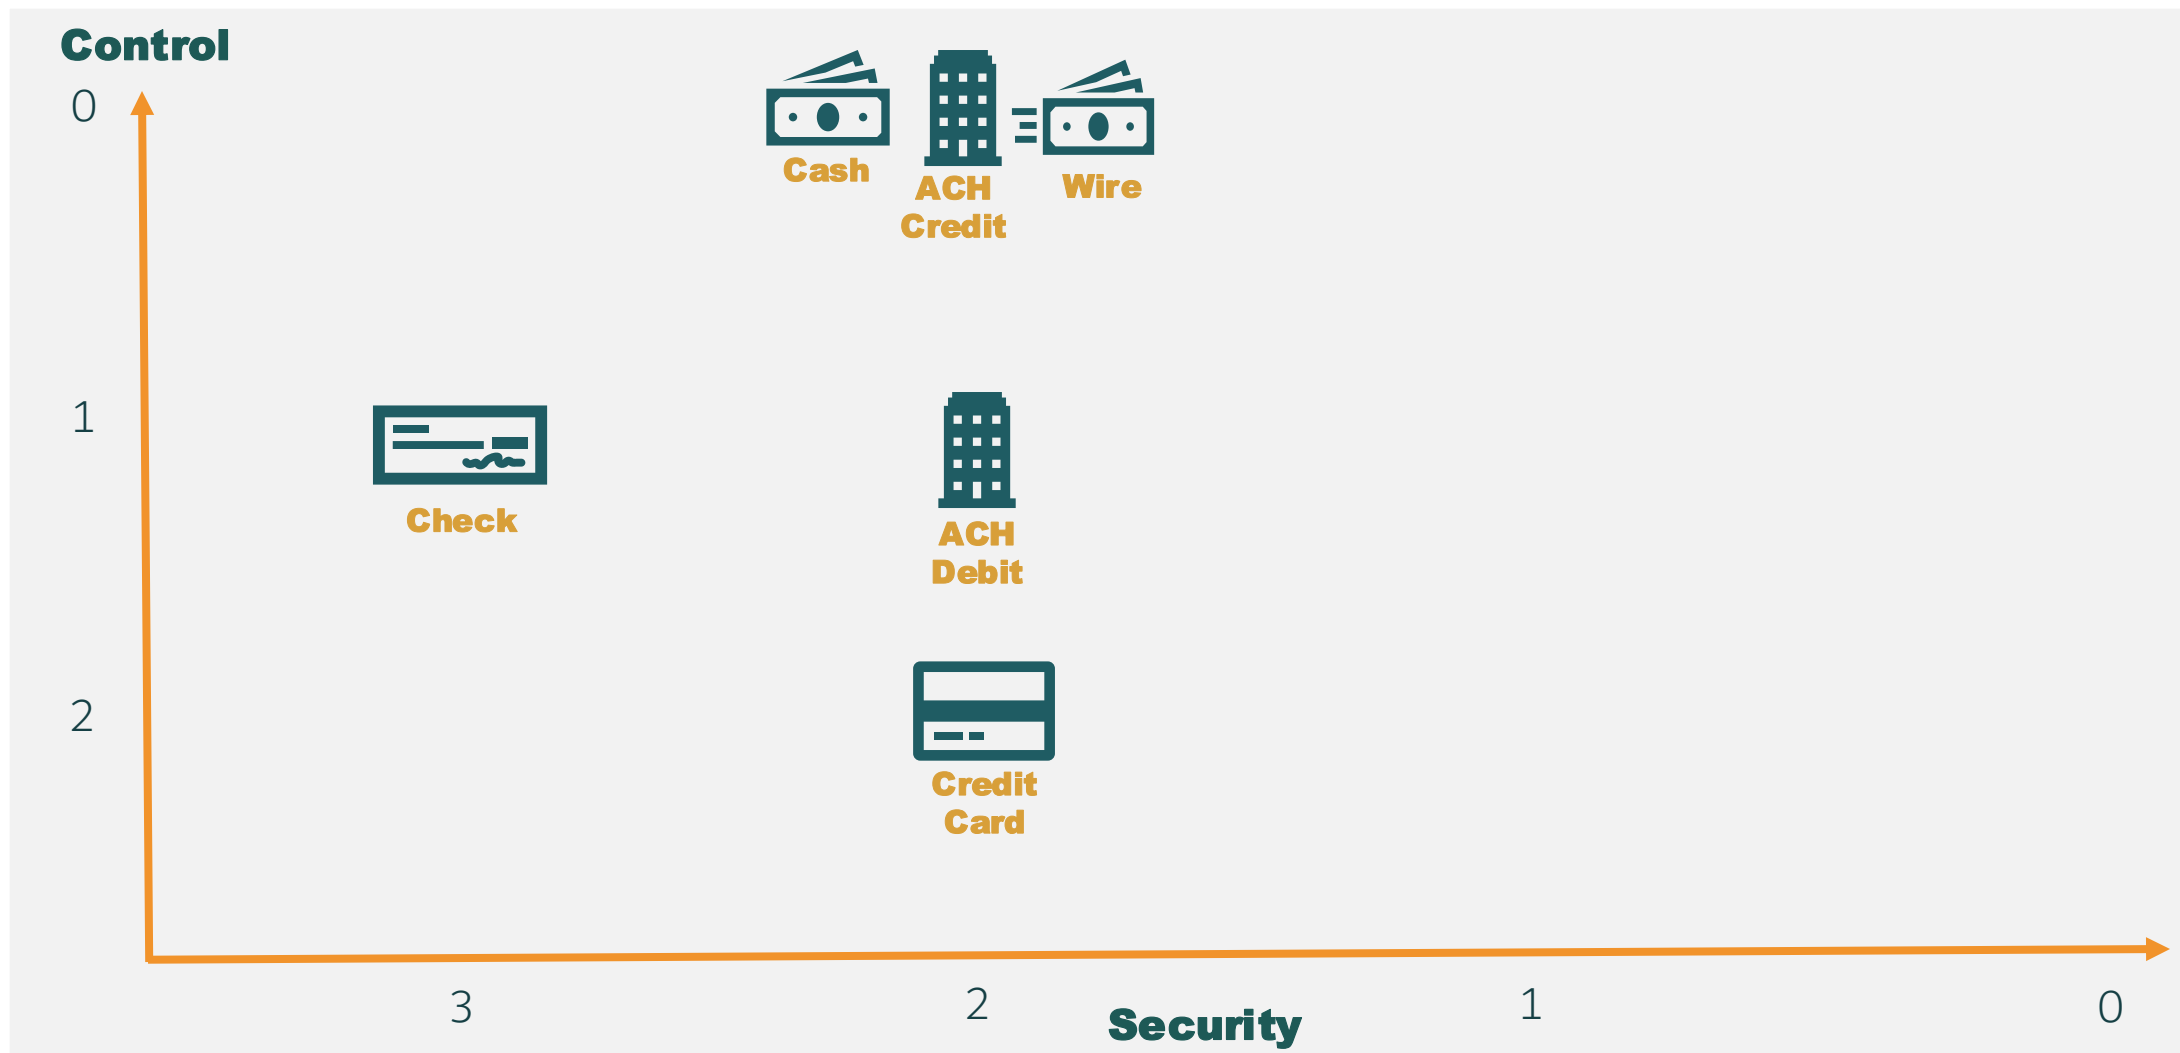 Control
0
Cash
ACH
Credit
Wire
1
Check
ACH
Debit
2
Credit
Card
3
2
1
0
Security